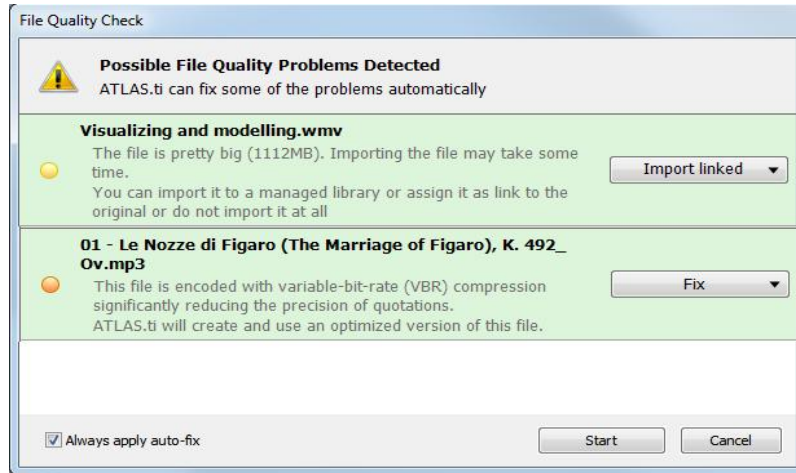 File Quality Check
Possible File Quality Problems Detected
ATLAS.ti can fix some of the problems automatically
Visualizing and modelling.wmv
The file is pretty big (1112MB). Importing the file may take some
time.
You can import it to a managed library or assign it as link to the
original or do not import it at all
Import linked
01 - Le Nozze di Figaro (The Marriage of Figaro), K. 492_
Ov.mp3
This file is encoded with variable-bit-rate (VBR) compression
significantly reducing the precision of quotations.
ATLAS.ti will create and use an optimized version of this file.
Fix
Always apply auto-fix
Start
Cancel